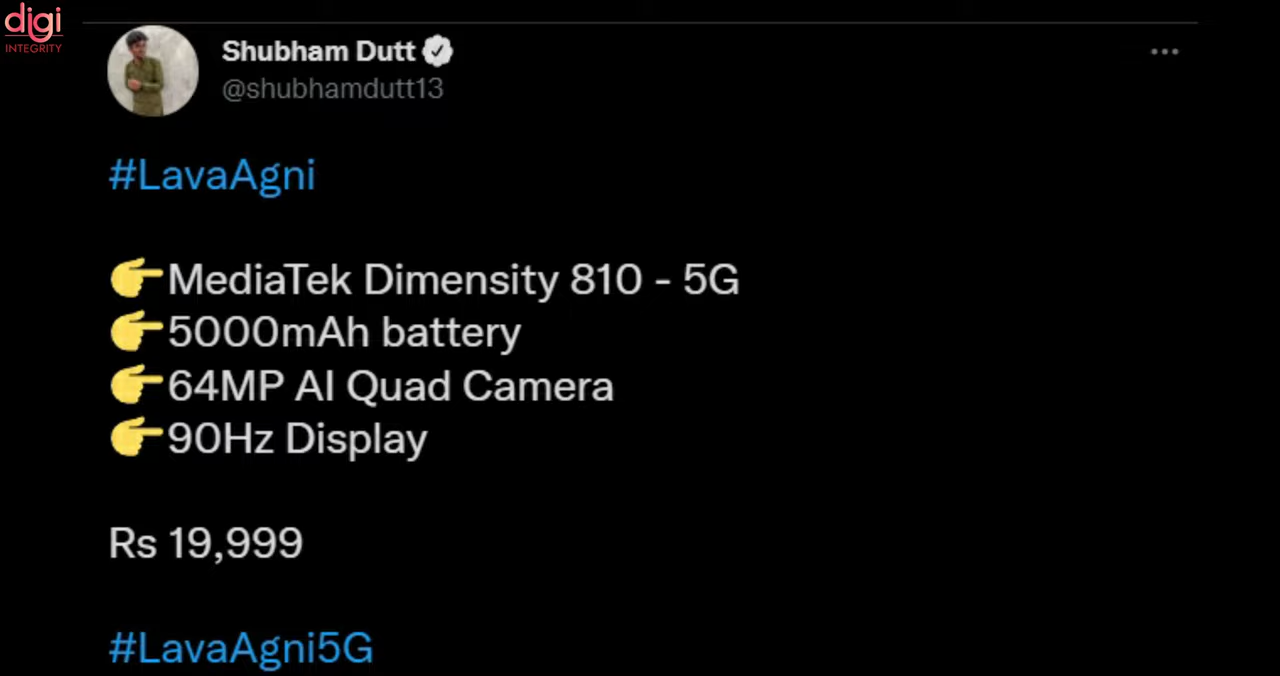 digi
INTEGRITY
Shubham Dutt
@shubhamdutt13
#LavaAgni
👉MediaTek Dimensity 810 - 5G
👉5000mAh battery
👉64MP AI Quad Camera
👉90Hz Display
Rs 19,999
#LavaAgni5G